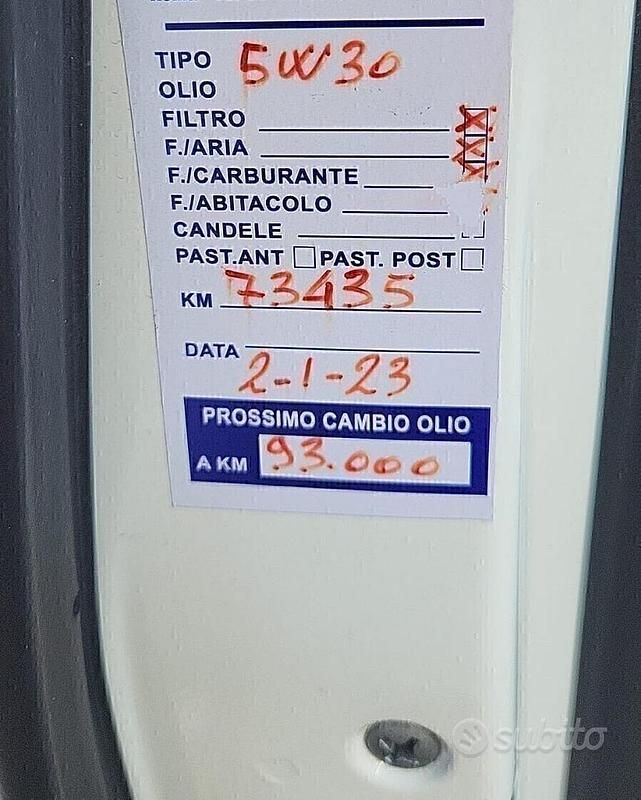 TIPO 5W30
OLIO
FILTRO X
F./ARIA X
F./CARBURANTE X
F./ABITACOLO
CANDELE
PAST.ANT PAST. POST
KM 73435
DATA 2-1-23
PROSSIMO CAMBIO OLIO
A KM 93.000
subito